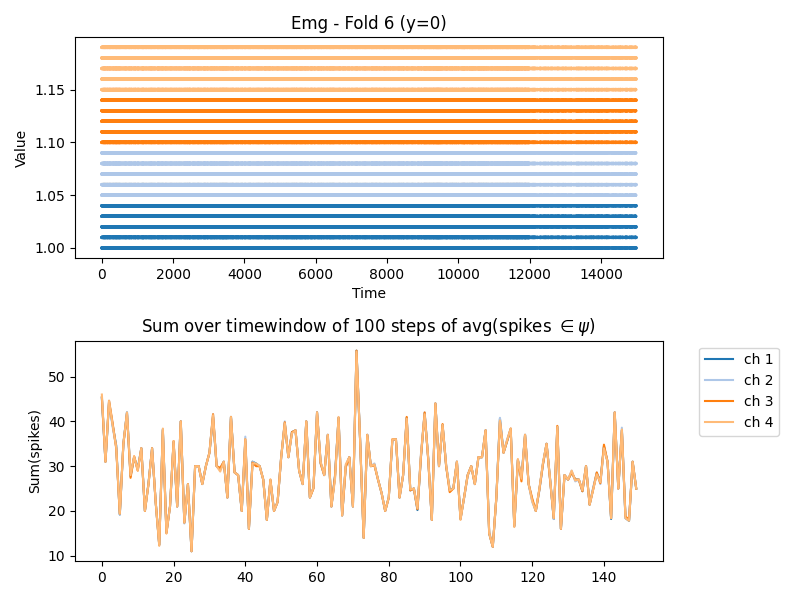 Emg - Fold 6 (y=0)
Value
1.15
1.10
1.05
1.00
0 2000 4000 6000 8000 10000 12000 14000
Time
Sum over timewindow of 100 steps of avg(spikes ∈ψ)
Sum(spikes)
50
40
30
20
10
0 20 40 60 80 100 120 140
ch 1
ch 2
ch 3
ch 4